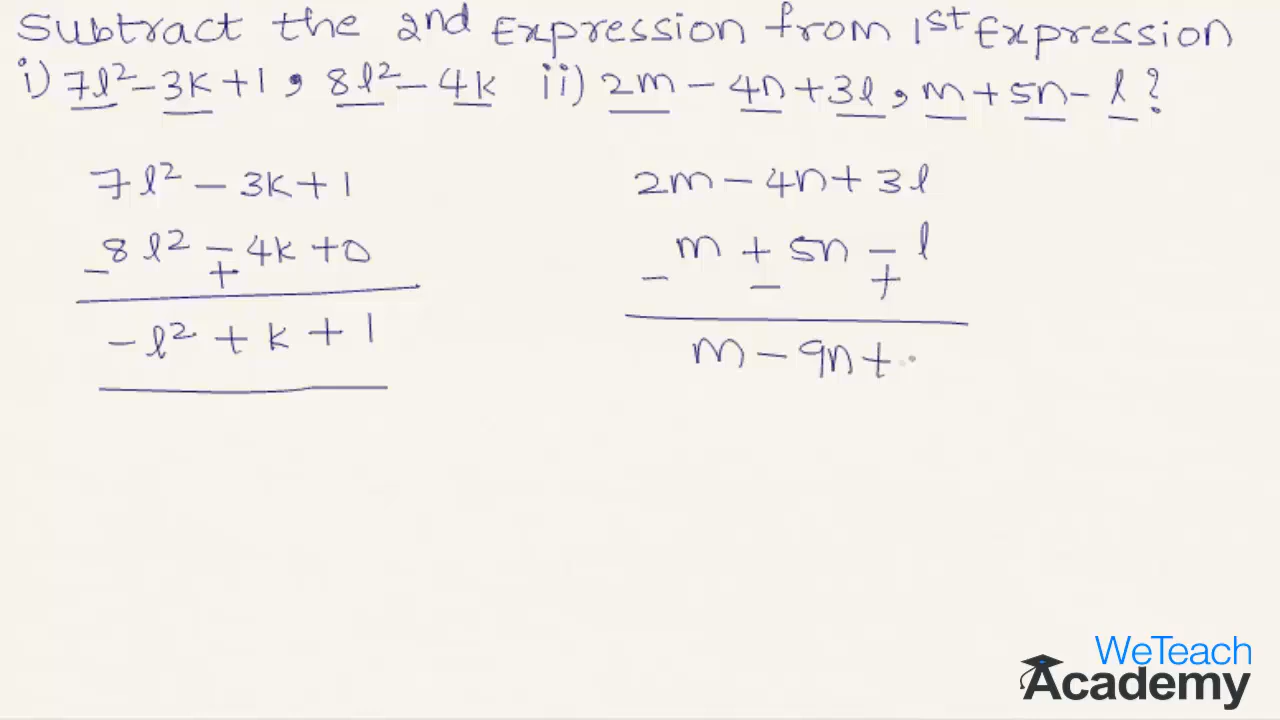 Subtract the 2nd Expression from 1st Expression
i) 7l² - 3k + 1 , 8l² - 4k ii) 2m - 4n + 3l , m + 5n - l ?
7l² - 3k + 1
8l² - 4k + 0
- +
- l² + k + 1
2m - 4n + 3l
m + 5n - l
- - +
m - 9n +
WeTeach
Academy